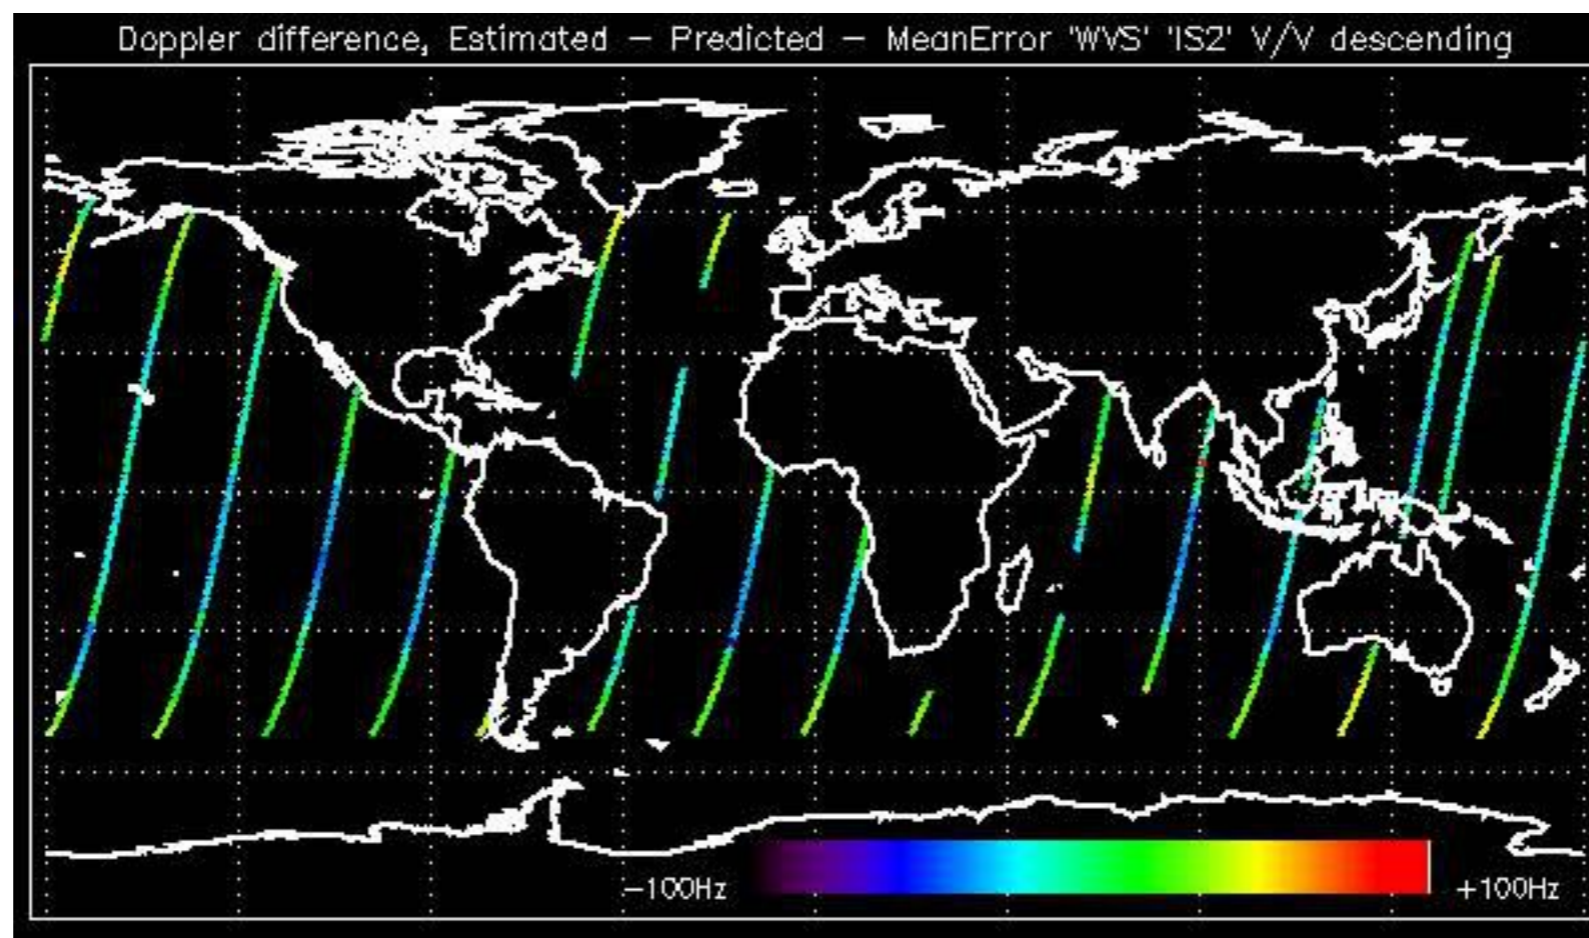 Doppler difference, Estimated – Predicted – MeanError 'WVS' 'IS2' V/V descending
–100Hz +100Hz